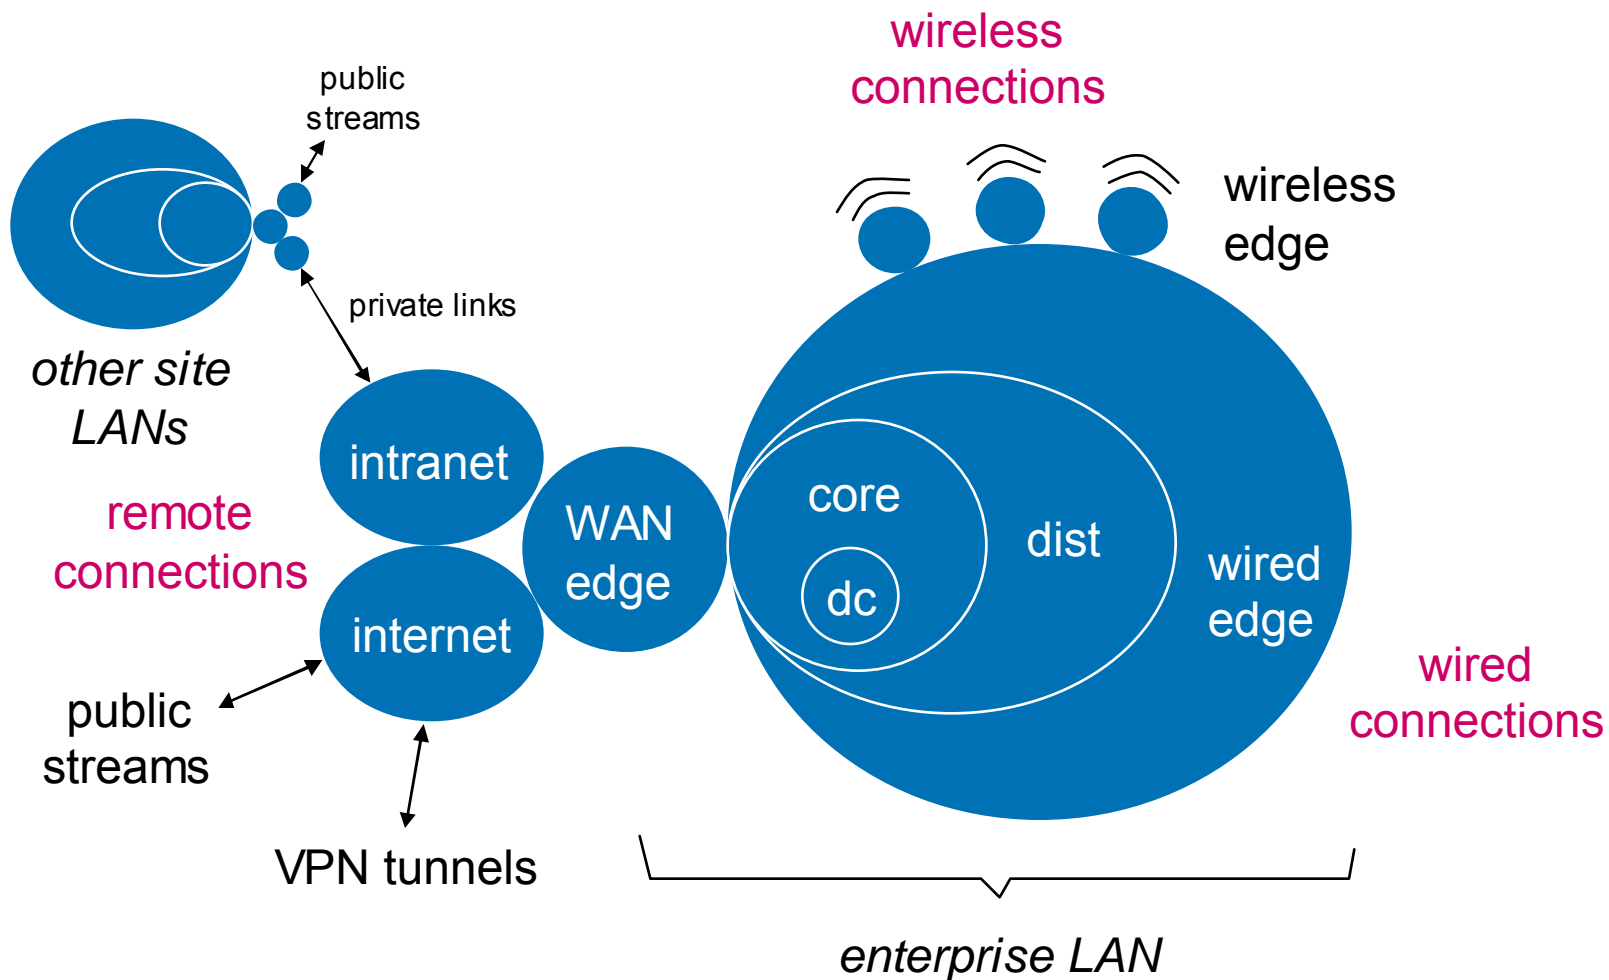 wireless
connections
public
streams
wireless
edge
private links
other site
LANs
intranet
remote
connections
WAN
edge
internet
core
dc
dist
wired
edge
wired
connections
public
streams
VPN tunnels
enterprise LAN